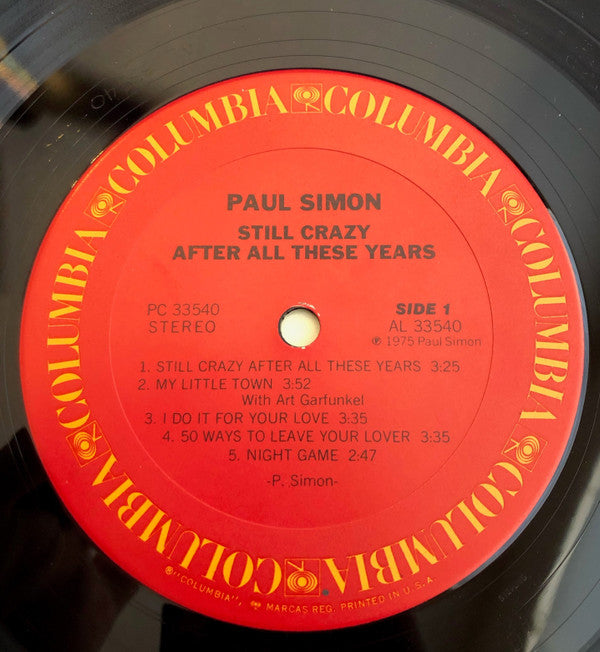 COLUMBIA COLUMBIA COLUMBIA COLUMBIA COLUMBIA COLUMBIA
PAUL SIMON
STILL CRAZY
AFTER ALL THESE YEARS
PC 33540 SIDE 1
STEREO AL 33540
℗ 1975 Paul Simon
1. STILL CRAZY AFTER ALL THESE YEARS 3:25
2. MY LITTLE TOWN 3:52
With Art Garfunkel
3. I DO IT FOR YOUR LOVE 3:35
4. 50 WAYS TO LEAVE YOUR LOVER 3:35
5. NIGHT GAME 2:47
-P. Simon-
®"COLUMBIA", MARCAS REG. PRINTED IN U.S.A.